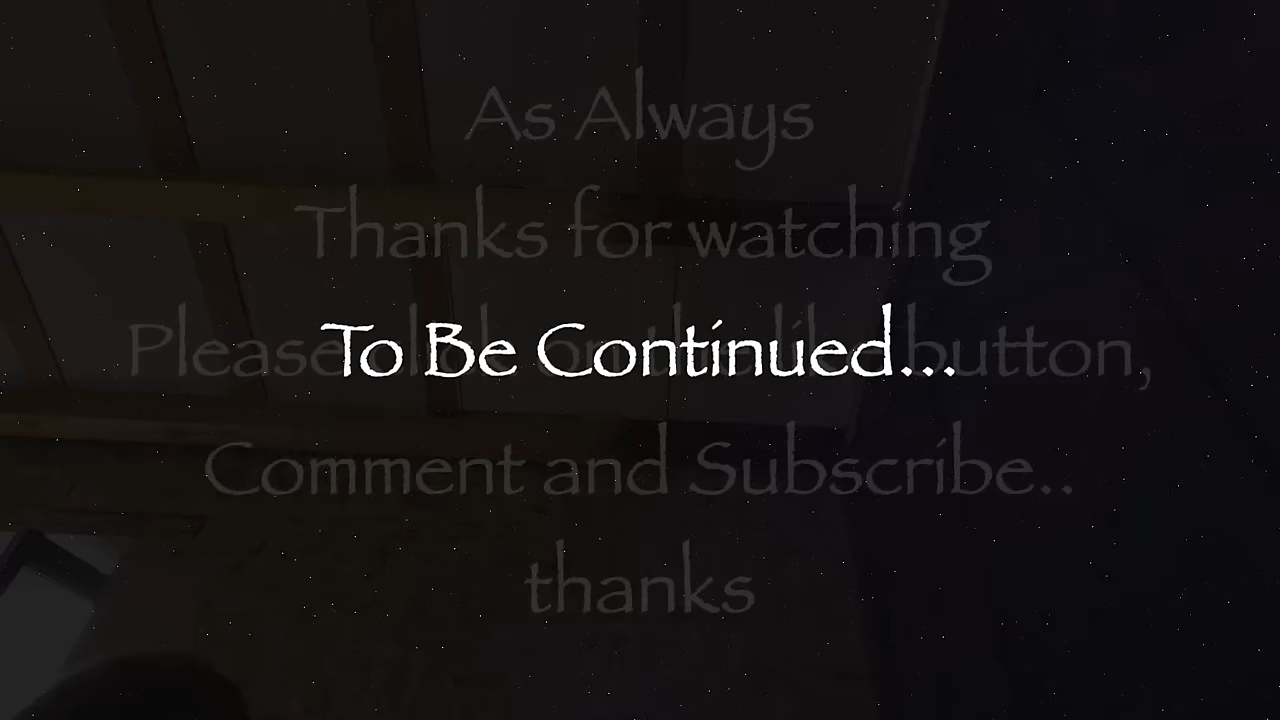 As Always
Thanks for watching
To Be Continued...
Please button,
Comment and Subscribe..
thanks